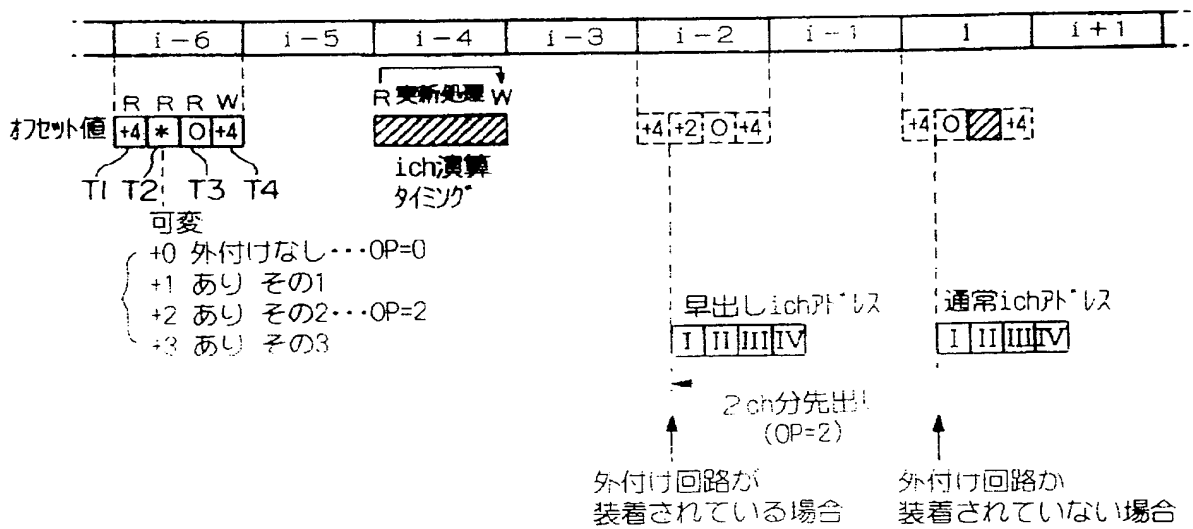 i-6 i-5 i-4 i-3 i-2 i-1 i i+1
R R R W
R 更新処理 W
オフセット値 +4 * 0 +4
+4 +2 0 +4
+4 0 +4
T1 T2 T3 T4
ich演算
タイミング
可変
+0 外付けなし・・・OP=0
+1 あり その1
+2 あり その2・・・OP=2
+3 あり その3
早出しichアドレス
I II III IV
通常ichアドレス
I II III IV
2ch分先出し
(OP=2)
外付け回路が
装着されている場合
外付け回路か
装着されていない場合